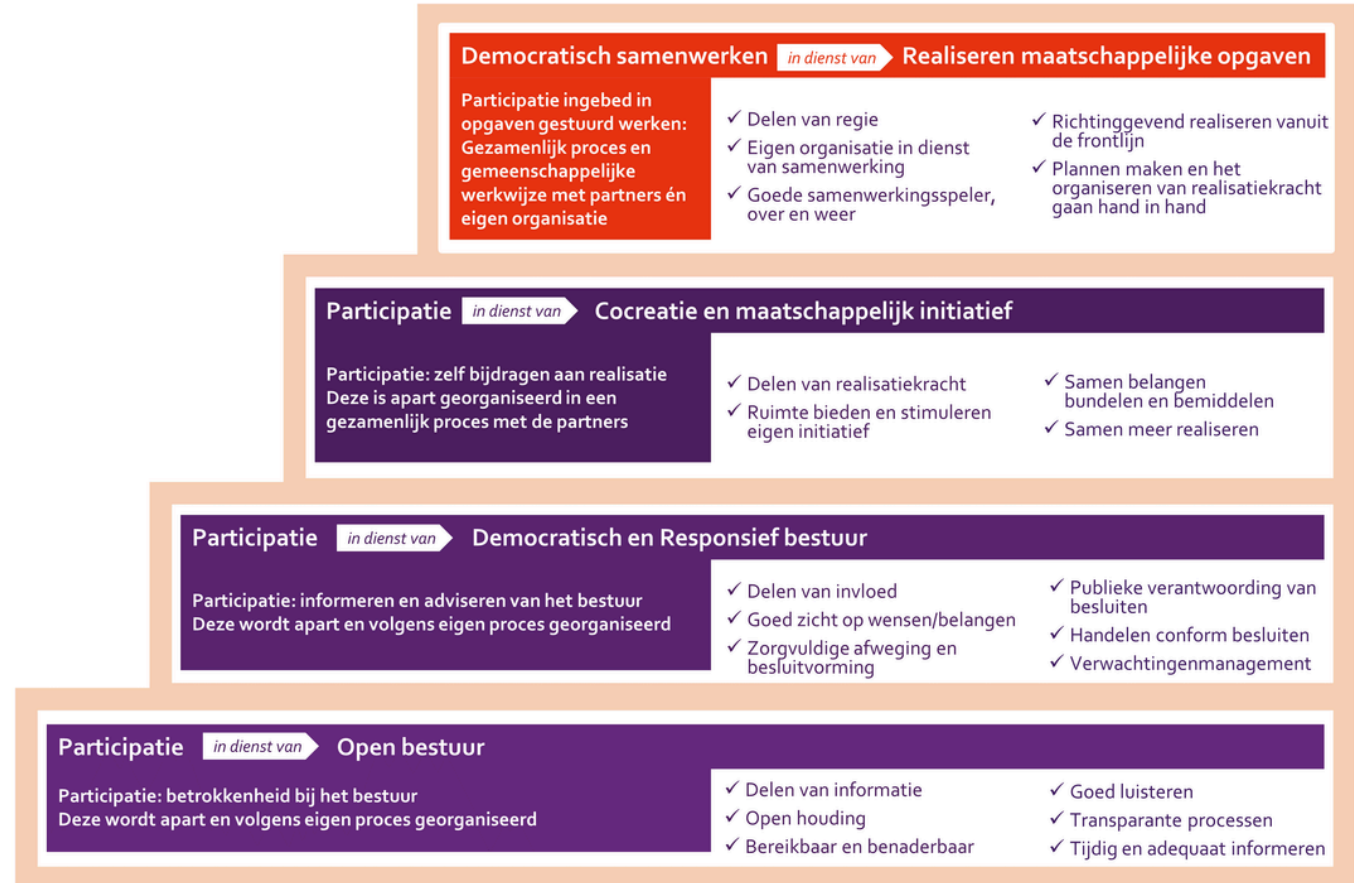 Democratisch samenwerken in dienst van Realiseren maatschappelijke opgaven
Participatie ingebed in
opgaven gestuurd werken:
Gezamenlijk proces en
gemeenschappelijke
werkwijze met partners én
eigen organisatie
✓ Delen van regie
✓ Eigen organisatie in dienst
van samenwerking
✓ Goede samenwerkingsspeler,
over en weer
✓ Richtinggevend realiseren vanuit
de frontlijn
✓ Plannen maken en het
organiseren van realisatiekracht
gaan hand in hand
Participatie in dienst van Cocreatie en maatschappelijk initiatief
Participatie: zelf bijdragen aan realisatie
Deze is apart georganiseerd in een
gezamenlijk proces met de partners
✓ Delen van realisatiekracht
✓ Ruimte bieden en stimuleren
eigen initiatief
✓ Samen belangen
bundelen en bemiddelen
✓ Samen meer realiseren
Participatie in dienst van Democratisch en Responsief bestuur
Participatie: informeren en adviseren van het bestuur
Deze wordt apart en volgens eigen proces georganiseerd
✓ Delen van invloed
✓ Goed zicht op wensen/belangen
✓ Zorgvuldige afweging en
besluitvorming
✓ Publieke verantwoording van
besluiten
✓ Handelen conform besluiten
✓ Verwachtingenmanagement
Participatie in dienst van Open bestuur
Participatie: betrokkenheid bij het bestuur
Deze wordt apart en volgens eigen proces georganiseerd
✓ Delen van informatie
✓ Open houding
✓ Bereikbaar en benaderbaar
✓ Goed luisteren
✓ Transparante processen
✓ Tijdig en adequaat informeren